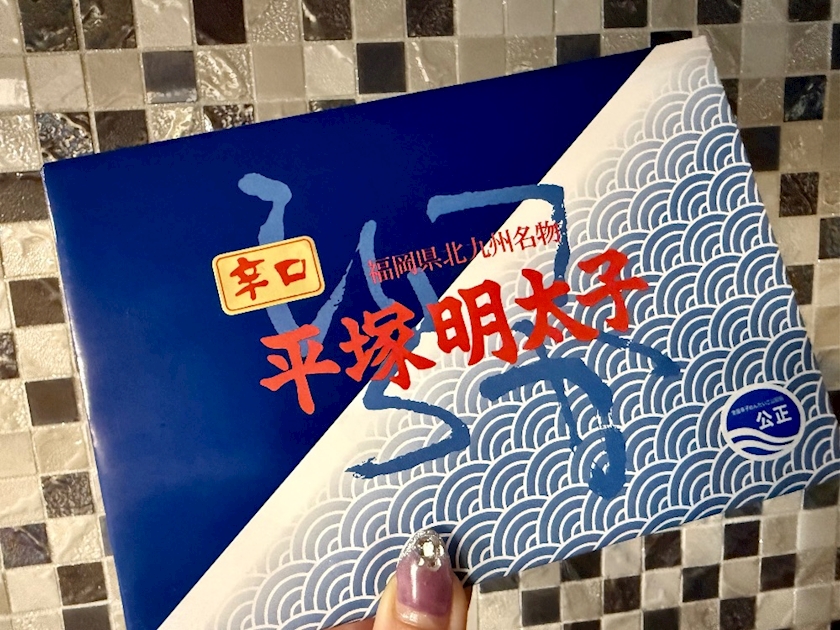 辛口
福岡県北九州名物
平塚明太子
公正